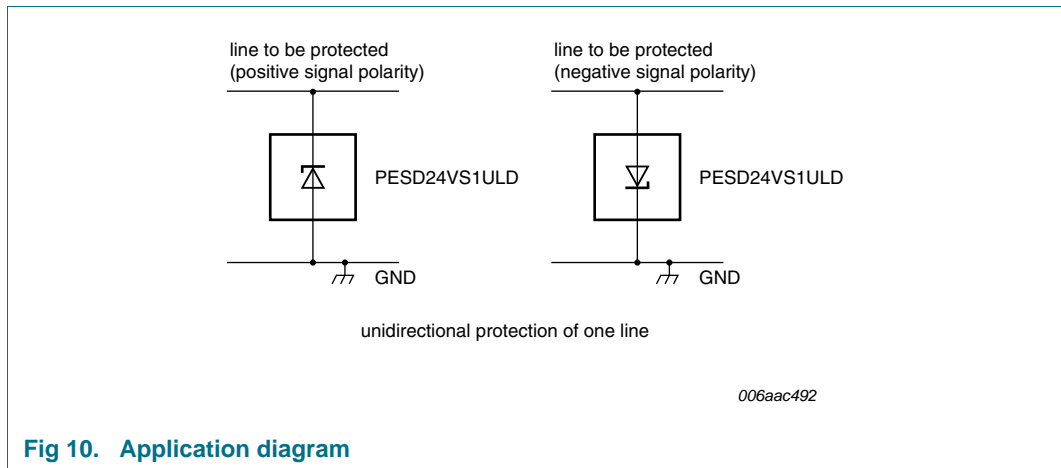 line to be protected
(positive signal polarity)
line to be protected
(negative signal polarity)
PESD24VS1ULD
PESD24VS1ULD
GND
GND
unidirectional protection of one line
006aac492
Fig 10. Application diagram